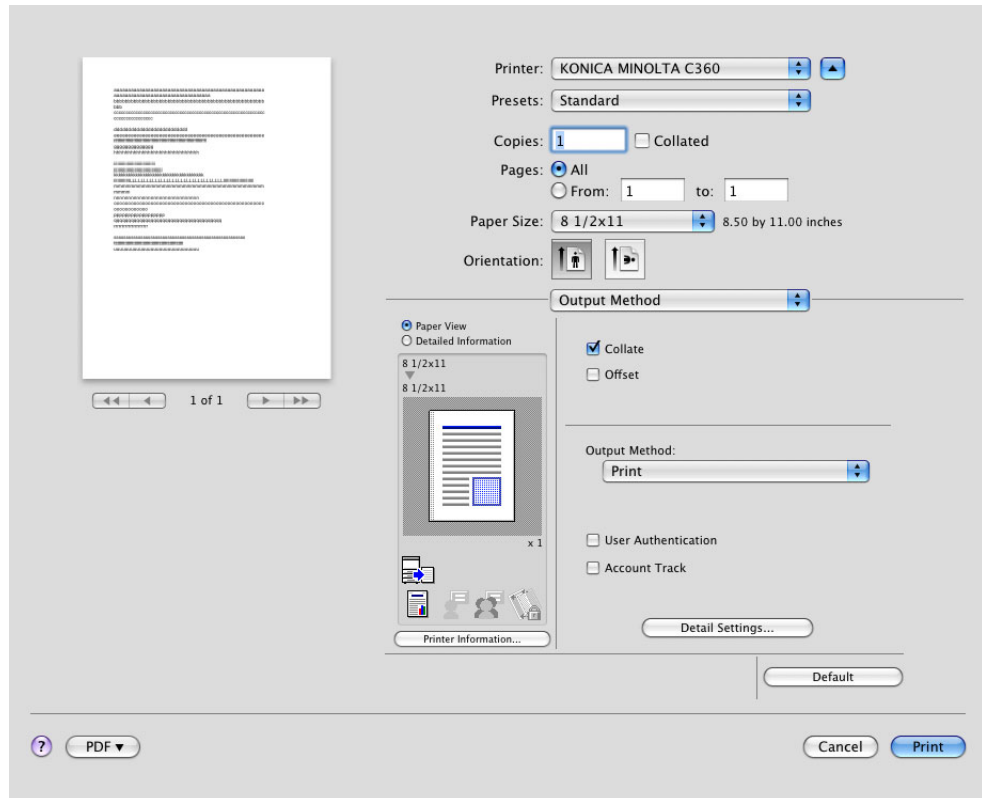 Printer: KONICA MINOLTA C360
Presets: Standard
Copies: 1 Collated
Pages: All
From: 1 to: 1
Paper Size: 8 1/2x11 8.50 by 11.00 inches
Orientation:
Output Method
1 of 1
Paper View
Detailed Information
8 1/2x11
8 1/2x11
x 1
Printer Information...
Collate
Offset
Output Method:
Print
User Authentication
Account Track
Detail Settings...
Default
? PDF ▼ Cancel Print